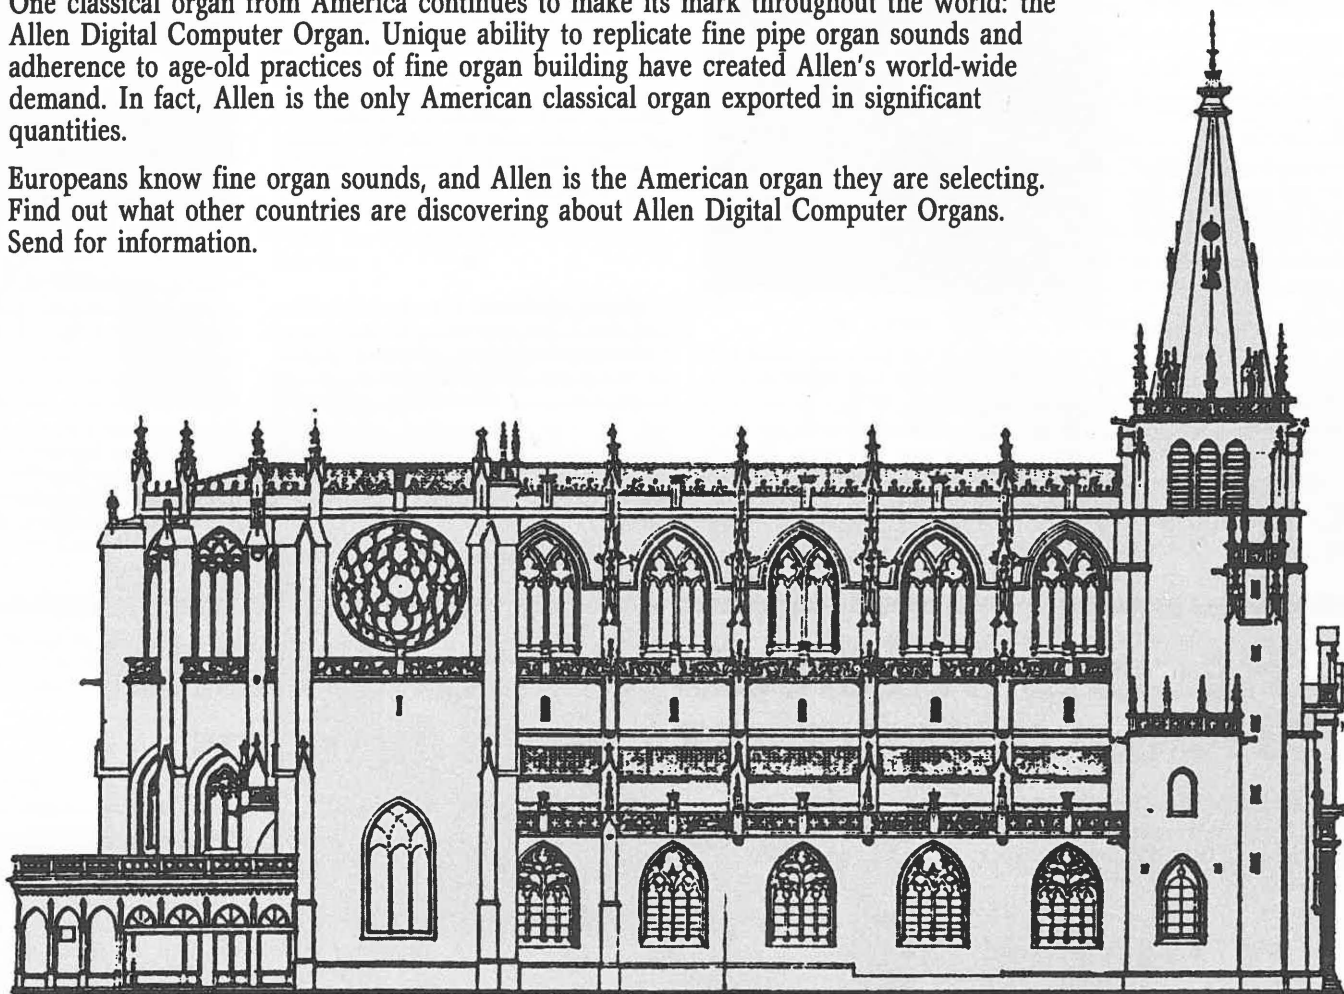 One classical organ from America continues to make its mark throughout the world: the
Allen Digital Computer Organ. Unique ability to replicate fine pipe organ sounds and
adherence to age-old practices of fine organ building have created Allen's world-wide
demand. In fact, Allen is the only American classical organ exported in significant
quantities.
Europeans know fine organ sounds, and Allen is the American organ they are selecting.
Find out what other countries are discovering about Allen Digital Computer Organs.
Send for information.